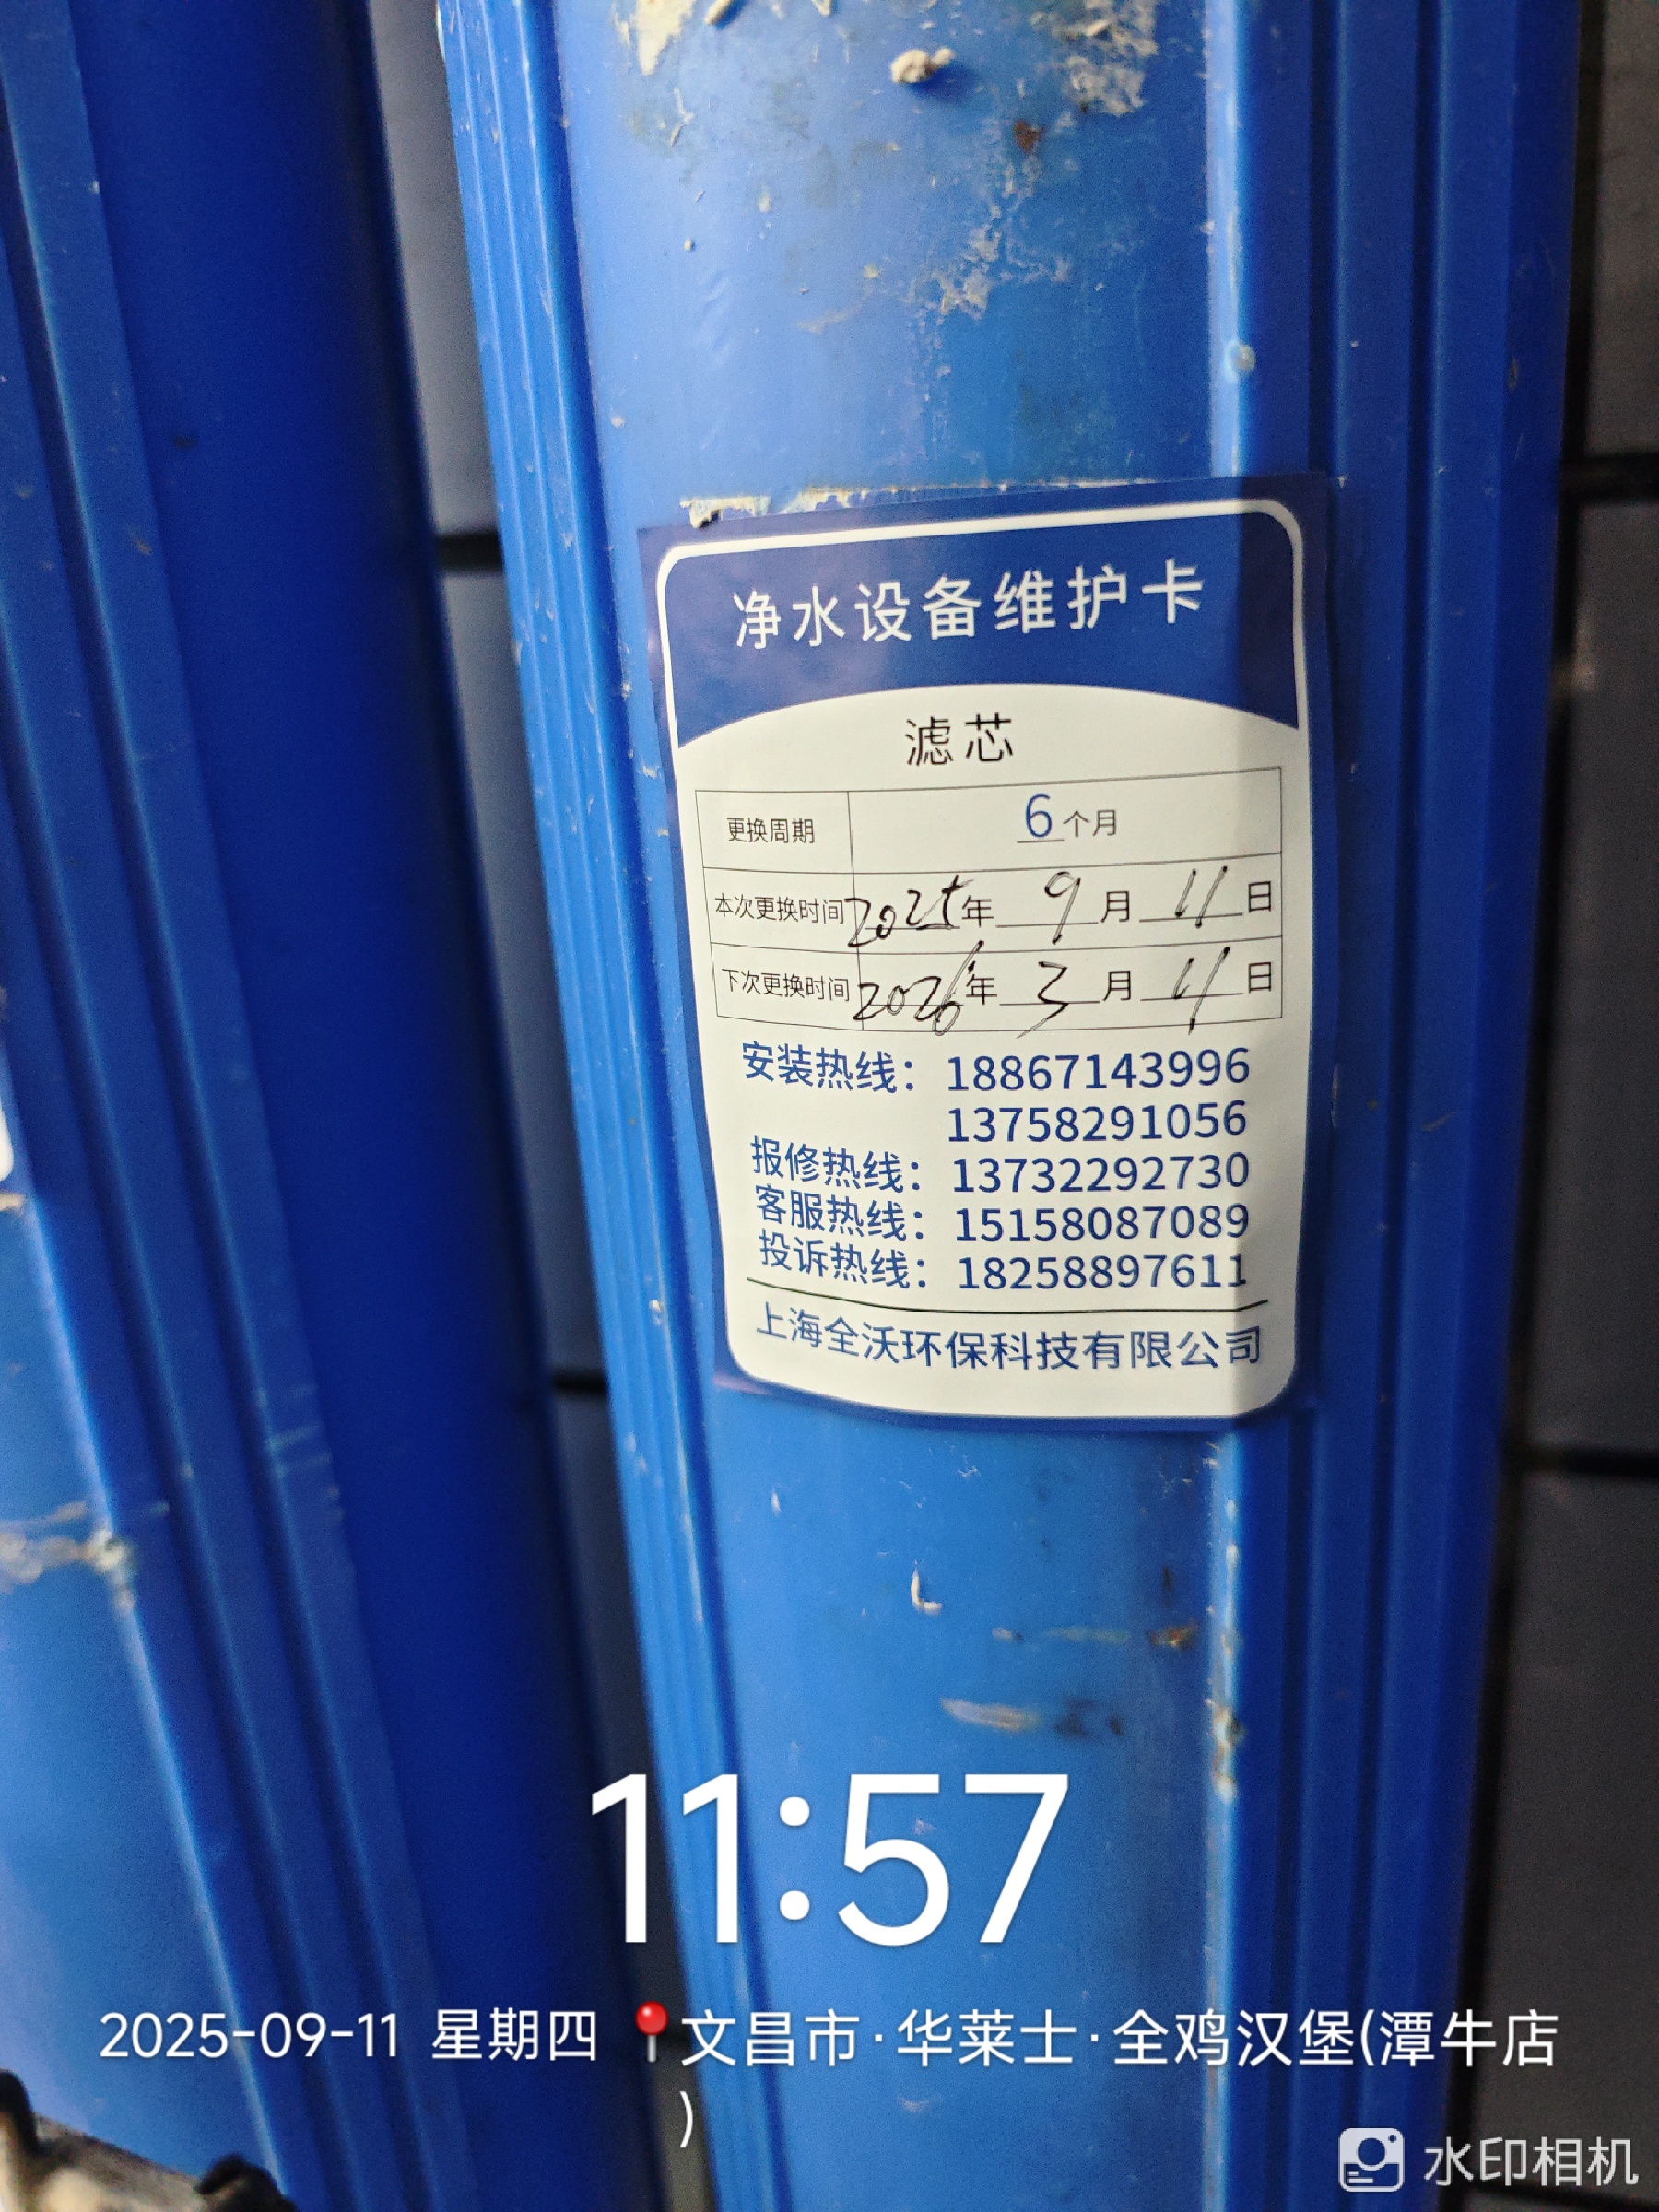 净水设备维护卡
滤芯
更换周期 6个月
本次更换时间 2025年 9月 11日
下次更换时间 2026年 3月 11日
安装热线：18867143996
13758291056
报修热线：13732292730
客服热线：15158087089
投诉热线：18258897611
上海全沃环保科技有限公司
11:57
2025-09-11 星期四 文昌市·华莱士·全鸡汉堡(潭牛店
)
水印相机